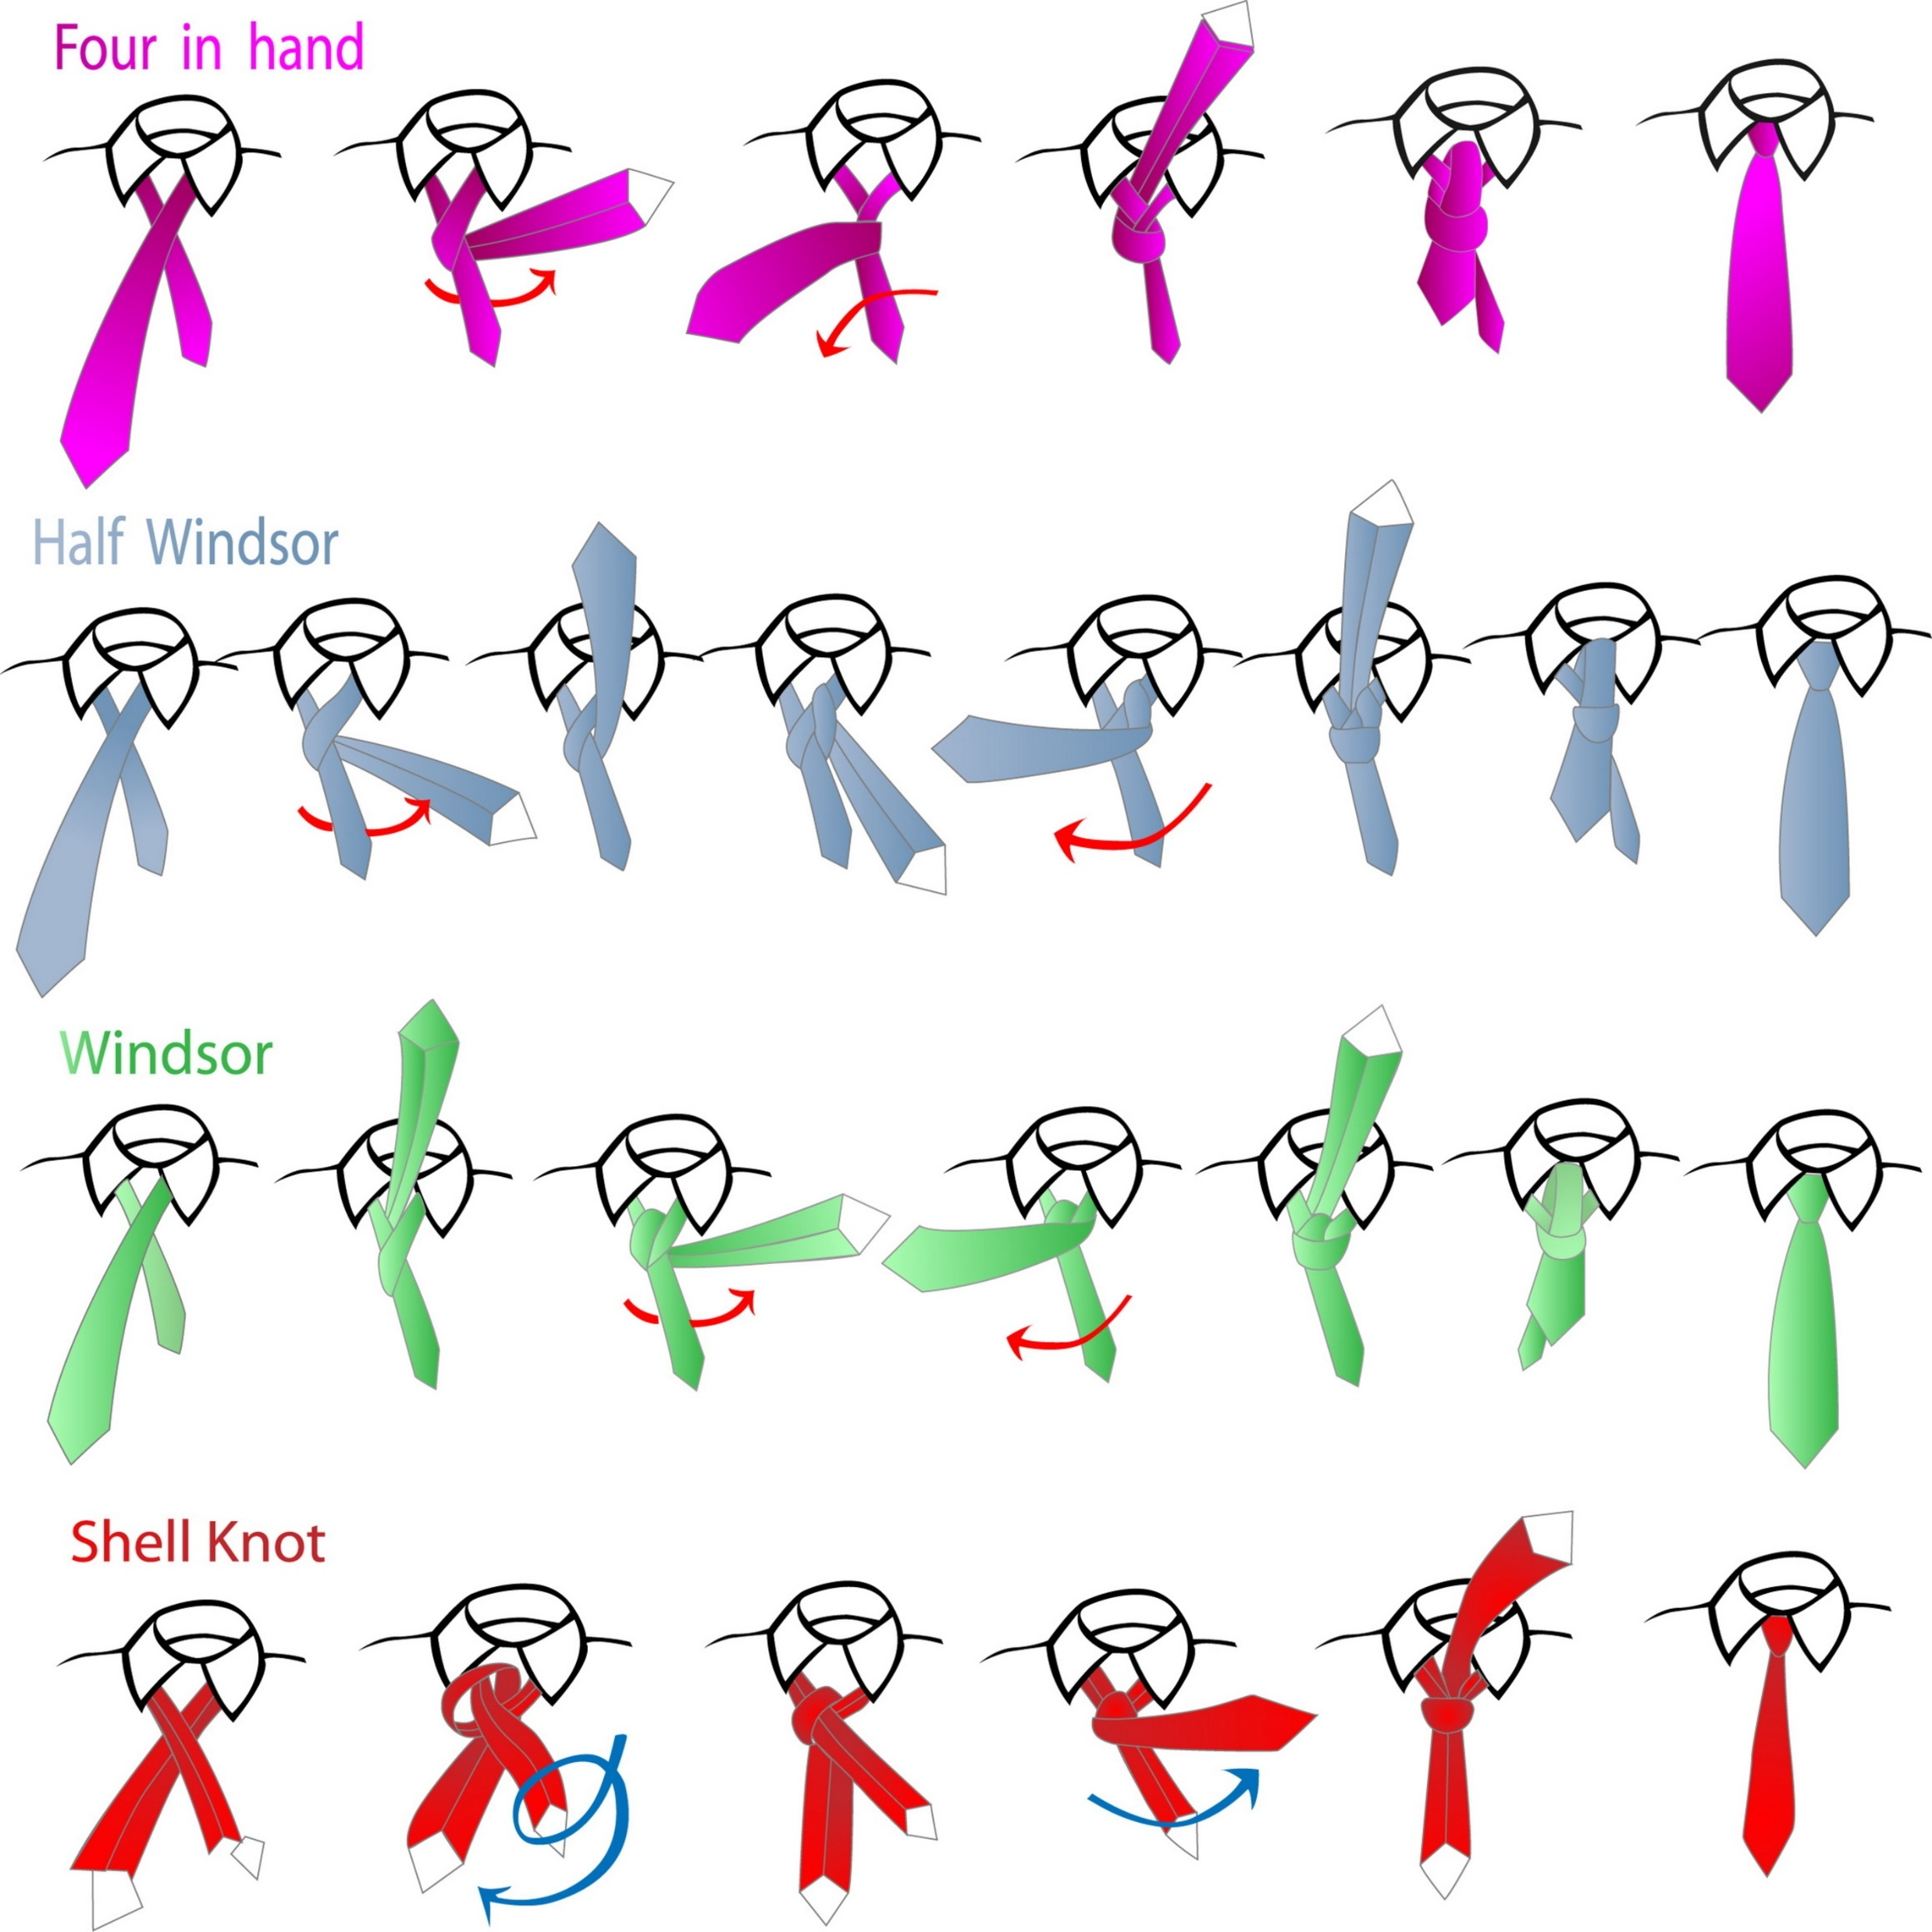 Four in hand
Half Windsor
Windsor
Shell Knot